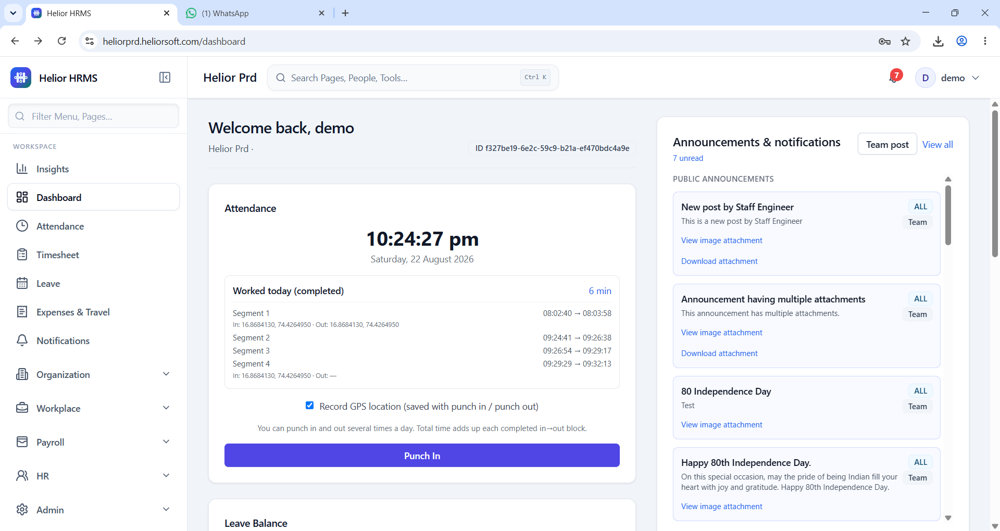 Helior HRMS
(1) WhatsApp
heliorprd.heliorsoft.com/dashboard
Helior HRMS
Helior Prd
Search Pages, People, Tools...
Ctrl K
7
D
demo
Filter Menu, Pages...
WORKSPACE
Insights
Dashboard
Attendance
Timesheet
Leave
Expenses & Travel
Notifications
Organization
Workplace
Payroll
HR
Admin
Welcome back, demo
Helior Prd ·
ID f327be19-6e2c-59c9-b21a-ef470bdc4a9e
Attendance
10:24:27 pm
Saturday, 22 August 2026
Worked today (completed)
6 min
Segment 1
08:02:40 → 08:03:58
In: 16.8684130, 74.4264950 · Out: 16.8684130, 74.4264950
Segment 2
09:24:41 → 09:26:38
Segment 3
09:26:54 → 09:29:17
Segment 4
09:29:29 → 09:32:13
In: 16.8684130, 74.4264950 · Out: —
Record GPS location (saved with punch in / punch out)
You can punch in and out several times a day. Total time adds up each completed in→out block.
Punch In
Leave Balance
Announcements & notifications
7 unread
Team post
View all
PUBLIC ANNOUNCEMENTS
New post by Staff Engineer
ALL
This is a new post by Staff Engineer
Team
View image attachment
Download attachment
Announcement having multiple attachments
ALL
This announcement has multiple attachments.
Team
View image attachment
Download attachment
80 Independence Day
ALL
Test
Team
View image attachment
Happy 80th Independence Day.
ALL
On this special occasion, may the pride of being Indian fill your
heart with joy and gratitude. Happy 80th Independence Day.
Team
View image attachment